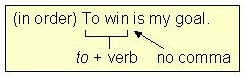 (in order) To win is my goal.
to + verb no comma